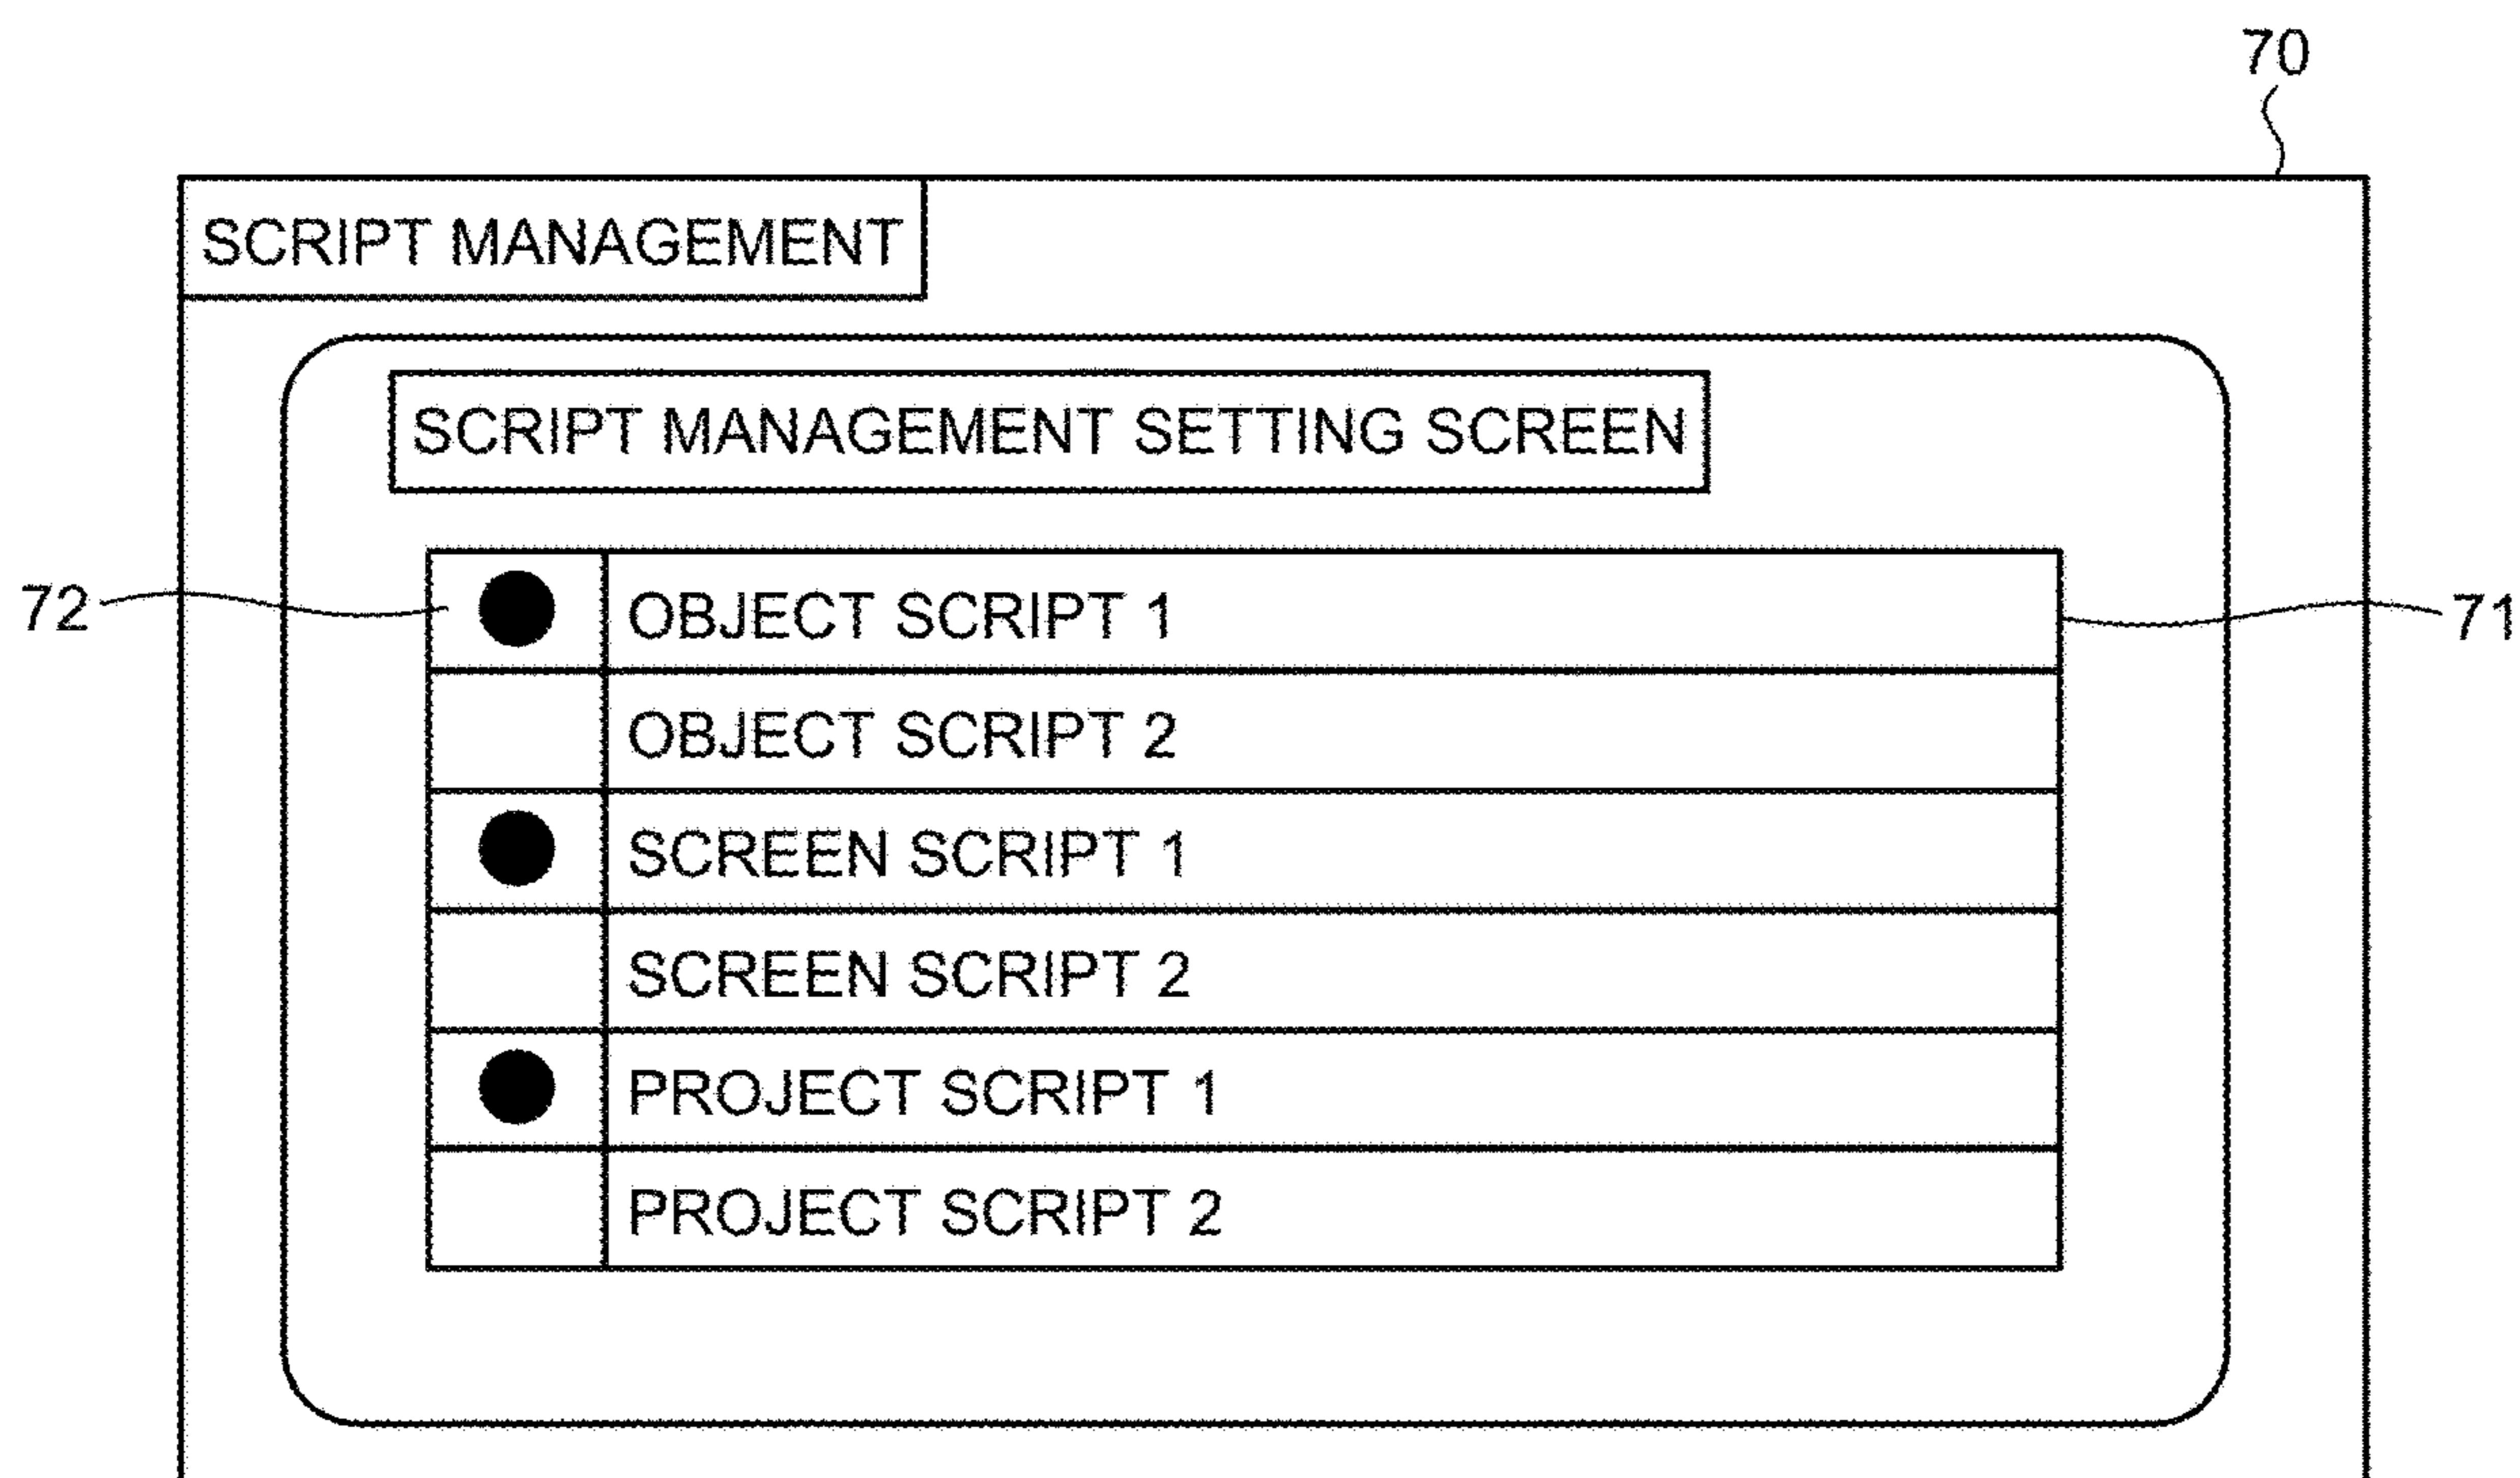 70
SCRIPT MANAGEMENT
SCRIPT MANAGEMENT SETTING SCREEN
72
OBJECT SCRIPT 1
71
OBJECT SCRIPT 2
SCREEN SCRIPT 1
SCREEN SCRIPT 2
PROJECT SCRIPT 1
PROJECT SCRIPT 2